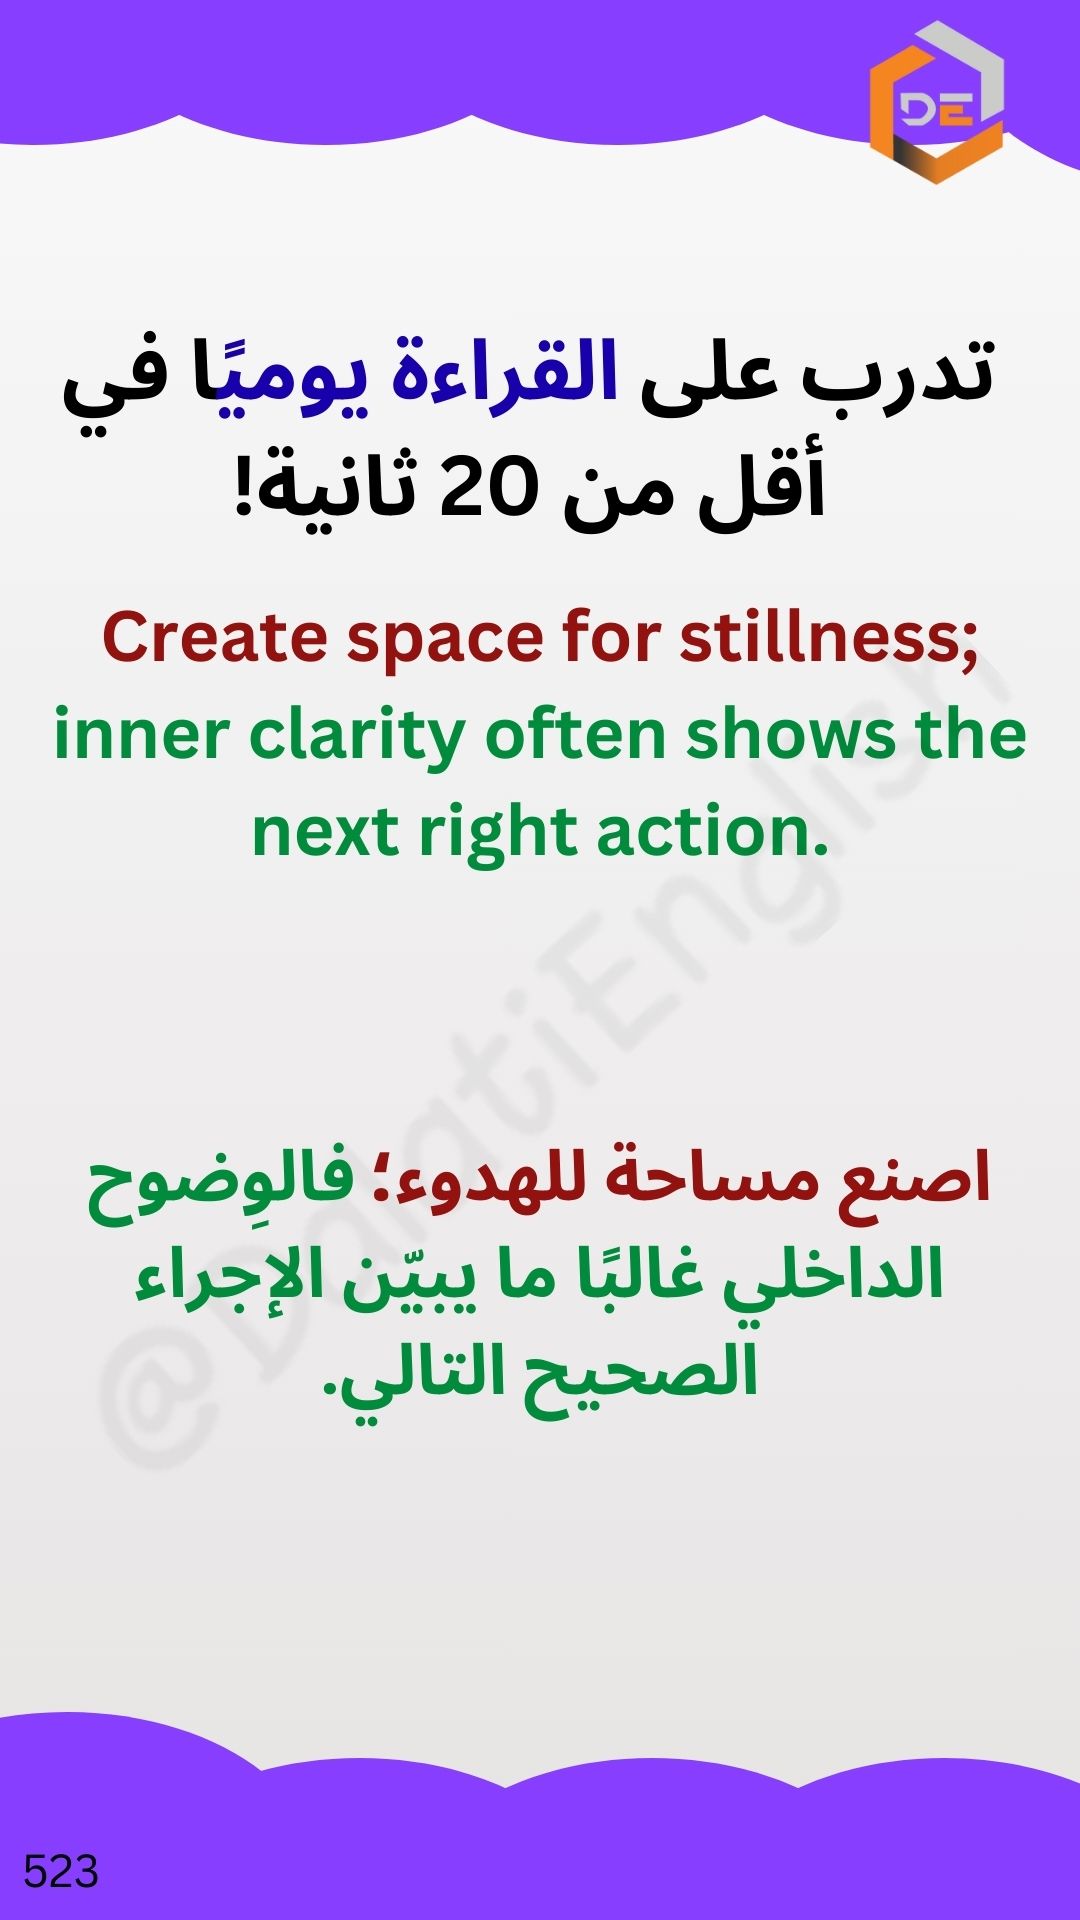 DE
تدرب على القراءة يوميًا في
أقل من 20 ثانية!
Create space for stillness;
inner clarity often shows the
next right action.
@DalatiEnglish
اصنع مساحة للهدوء؛ فالوِضوح
الداخلي غالبًا ما يبيّن الإجراء
الصحيح التالي.
523